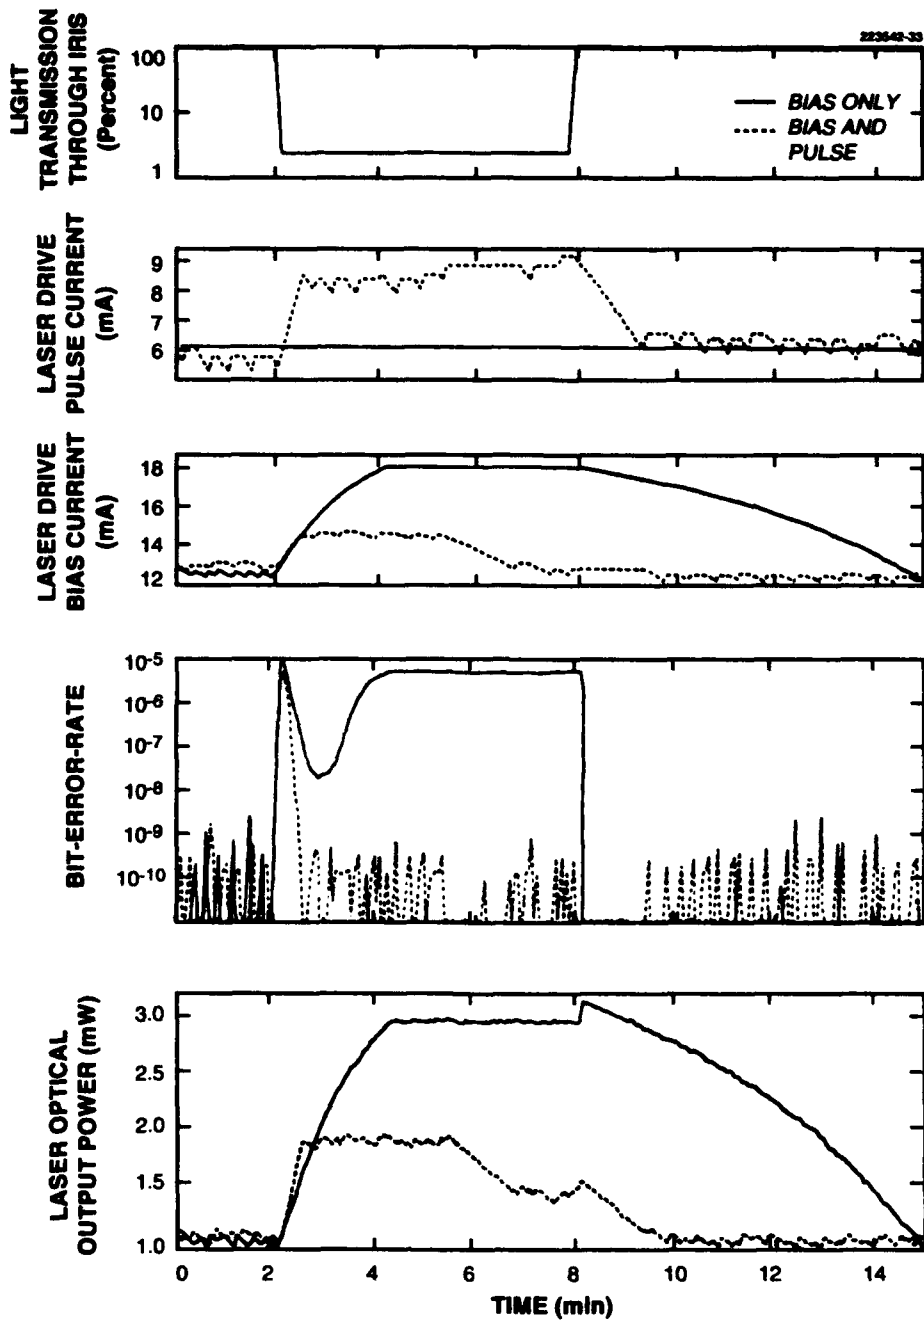 223542-33
LIGHT
TRANSMISSION
THROUGH IRIS
(Percent)
100
10
1
BIAS ONLY
BIAS AND
PULSE
LASER DRIVE
PULSE CURRENT
(mA)
9
8
7
6
LASER DRIVE
BIAS CURRENT
(mA)
18
16
14
12
BIT-ERROR-RATE
10-5
10-6
10-7
10-8
10-9
10-10
LASER OPTICAL
OUTPUT POWER (mW)
3.0
2.5
2.0
1.5
1.0
0 2 4 6 8 10 12 14
TIME (min)